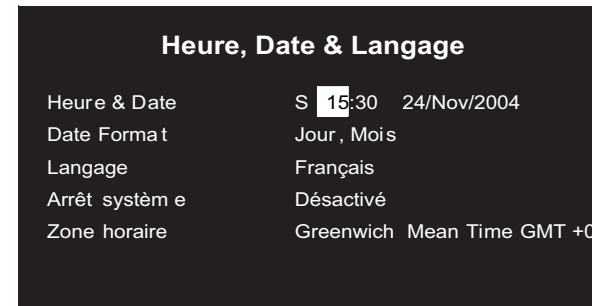 Heure, Date & Langage
Heure & Date S 15:30 24/Nov/2004
Date Format Jour, Mois
Langage Français
Arrêt système Désactivé
Zone horaire Greenwich Mean Time GMT +0